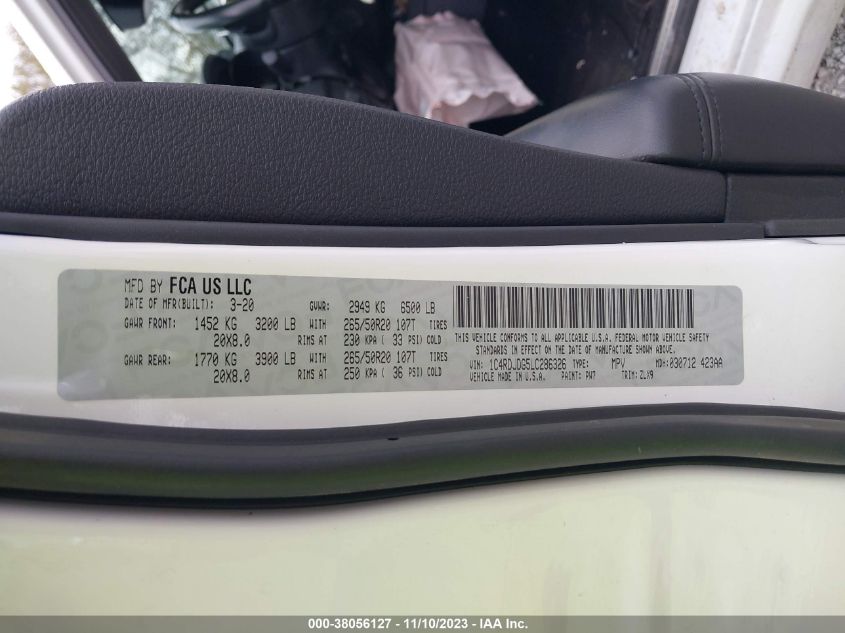 MFD BY FCA US LLC
DATE OF MFR(BUILT): 3-20 GVWR: 2949 KG 6500 LB
GAWR FRONT: 1452 KG 3200 LB WITH 265/50R20 107T TIRES
20X8.0 RIMS AT 230 KPA ( 33 PSI) COLD
GAWR REAR: 1770 KG 3900 LB WITH 265/50R20 107T TIRES
20X8.0 RIMS AT 250 KPA ( 36 PSI) COLD
THIS VEHICLE CONFORMS TO ALL APPLICABLE U.S.A. FEDERAL MOTOR VEHICLE SAFETY
STANDARDS IN EFFECT ON THE DATE OF MANUFACTURE SHOWN ABOVE.
VIN: 1C4RDJDG5LC286326 TYPE: MPV MDH: 030712 423AA
VEHICLE MADE IN U.S.A. PAINT: PW7 TRIM: ZLX9
000-38056127 - 11/10/2023 - IAA Inc.